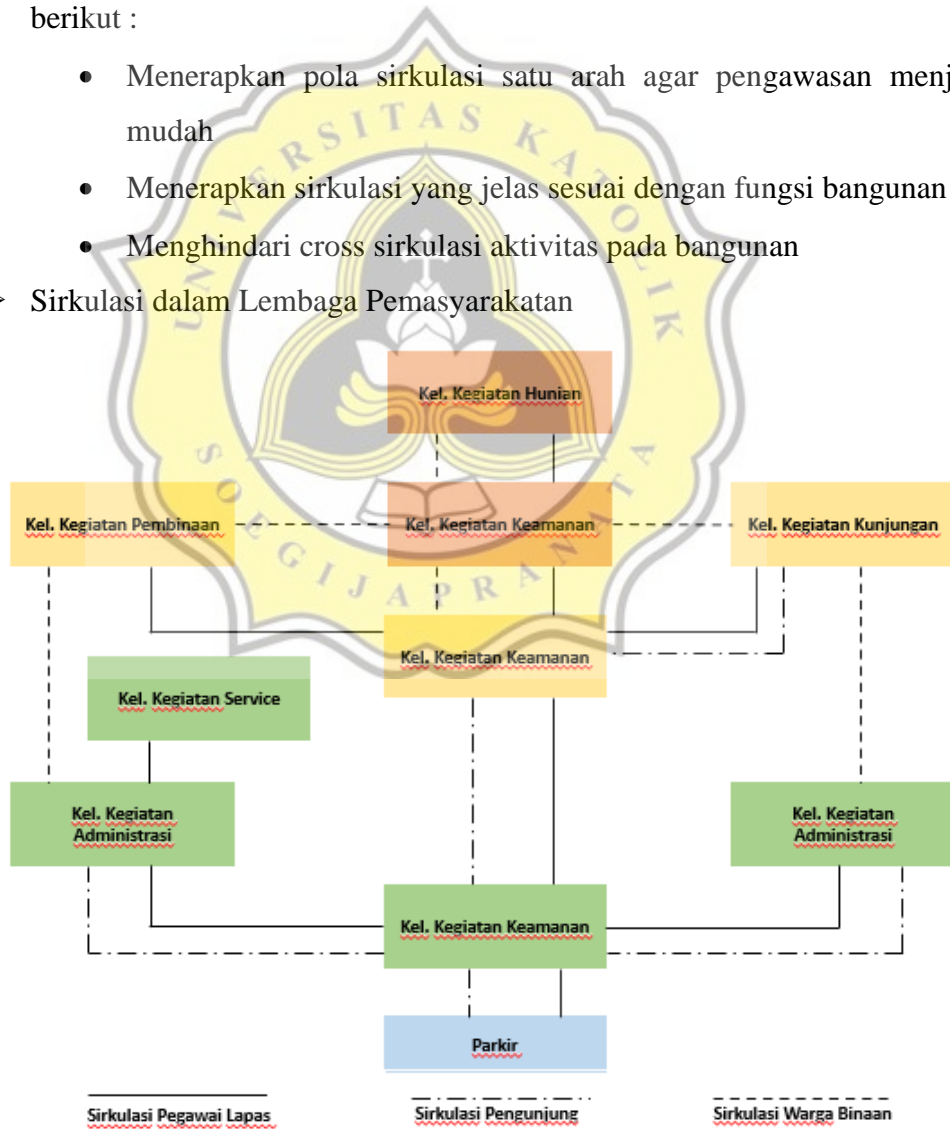 berikut :
• Menerapkan pola sirkulasi satu arah agar pengawasan menj
mudah
• Menerapkan sirkulasi yang jelas sesuai dengan fungsi bangunan
• Menghindari cross sirkulasi aktivitas pada bangunan
Sirkulasi dalam Lembaga Pemasyarakatan
UNIVERSITAS KATOLIK
SOEGIJAPRANATA
Kel. Kegiatan Hunian
Kel. Kegiatan Pembinaan
Kel. Kegiatan Keamanan
Kel. Kegiatan Kunjungan
Kel. Kegiatan Keamanan
Kel. Kegiatan Service
Kel. Kegiatan
Administrasi
Kel. Kegiatan
Administrasi
Kel. Kegiatan Keamanan
Parkir
Sirkulasi Pegawai Lapas
Sirkulasi Pengunjung
Sirkulasi Warga Binaan